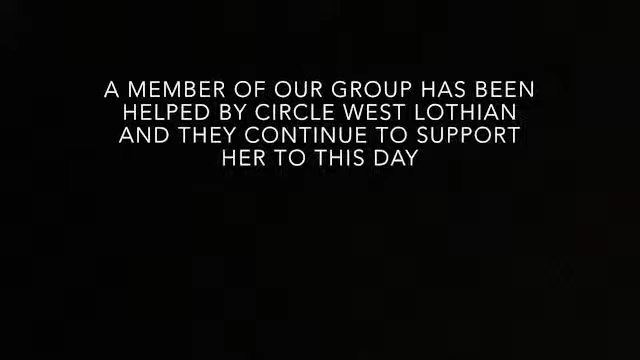 A MEMBER OF OUR GROUP HAS BEEN
HELPED BY CIRCLE WEST LOTHIAN
AND THEY CONTINUE TO SUPPORT
HER TO THIS DAY